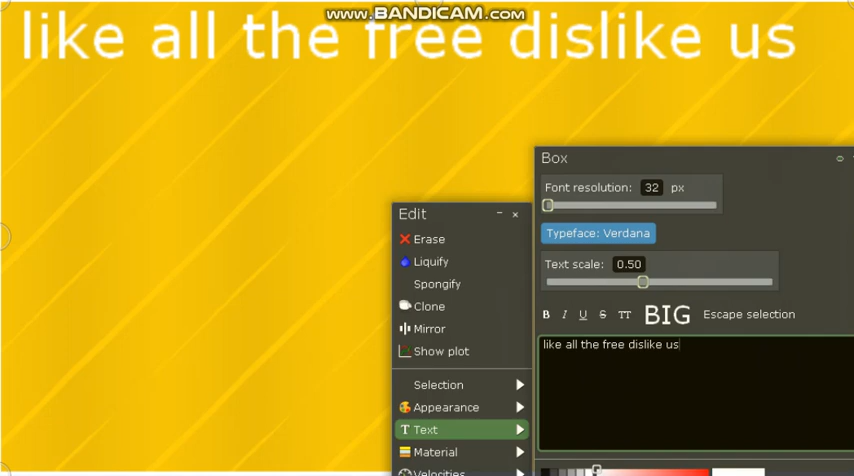 www.BANDICAM.com
like all the free dislike us
Box
Font resolution: 32 px
Typeface: Verdana
Text scale: 0.50
B I U S TT BIG Escape selection
like all the free dislike us
Edit
Erase
Liquify
Spongify
Clone
Mirror
Show plot
Selection
Appearance
T Text
Material
Velocities